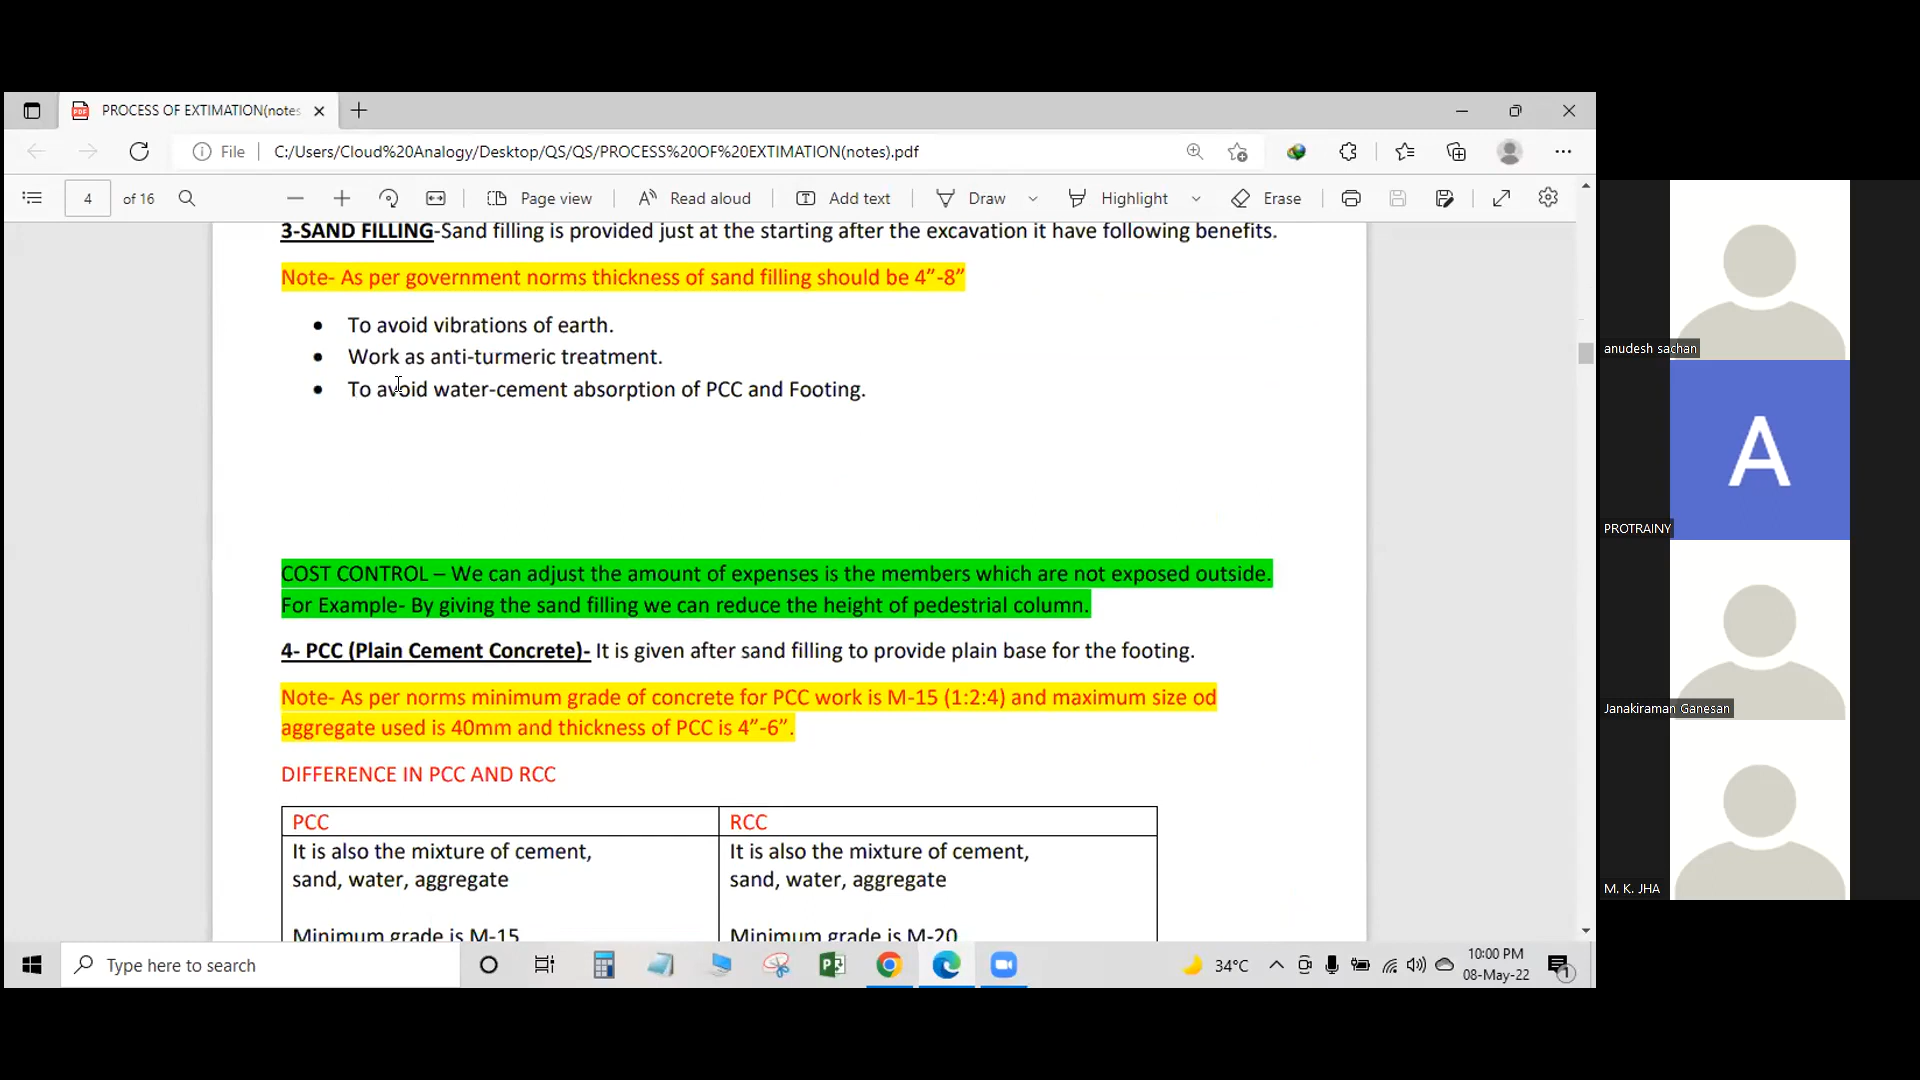 PROCESS OF EXTIMATION(notes
File
C:/Users/Cloud%20Analogy/Desktop/QS/QS/PROCESS%20OF%20EXTIMATION(notes).pdf
4 of 16
Page view
Read aloud
Add text
Draw
Highlight
Erase
3-SAND FILLING-Sand filling is provided just at the starting after the excavation it have following benefits.
Note- As per government norms thickness of sand filling should be 4”-8”
• To avoid vibrations of earth.
• Work as anti-turmeric treatment.
• To avoid water-cement absorption of PCC and Footing.
COST CONTROL – We can adjust the amount of expenses is the members which are not exposed outside.
For Example- By giving the sand filling we can reduce the height of pedestrial column.
4- PCC (Plain Cement Concrete)- It is given after sand filling to provide plain base for the footing.
Note- As per norms minimum grade of concrete for PCC work is M-15 (1:2:4) and maximum size od
aggregate used is 40mm and thickness of PCC is 4”-6”.
DIFFERENCE IN PCC AND RCC
PCC
It is also the mixture of cement,
sand, water, aggregate
Minimum grade is M-15
RCC
It is also the mixture of cement,
sand, water, aggregate
Minimum grade is M-20
Type here to search
34°C
10:00 PM
08-May-22
1
anudesh sachan
A
PROTRAINY
Janakiraman Ganesan
M. K. JHA